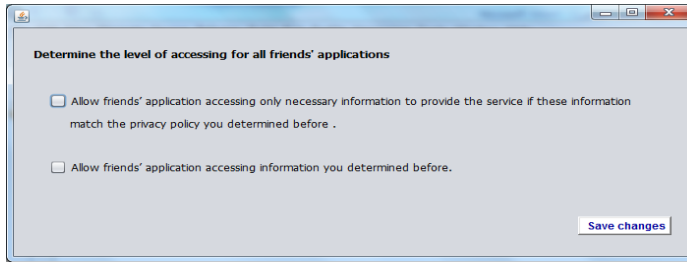 Determine the level of accessing for all friends' applications
Allow friends' application accessing only necessary information to provide the service if these information
match the privacy policy you determined before .
Allow friends' application accessing information you determined before.
Save changes